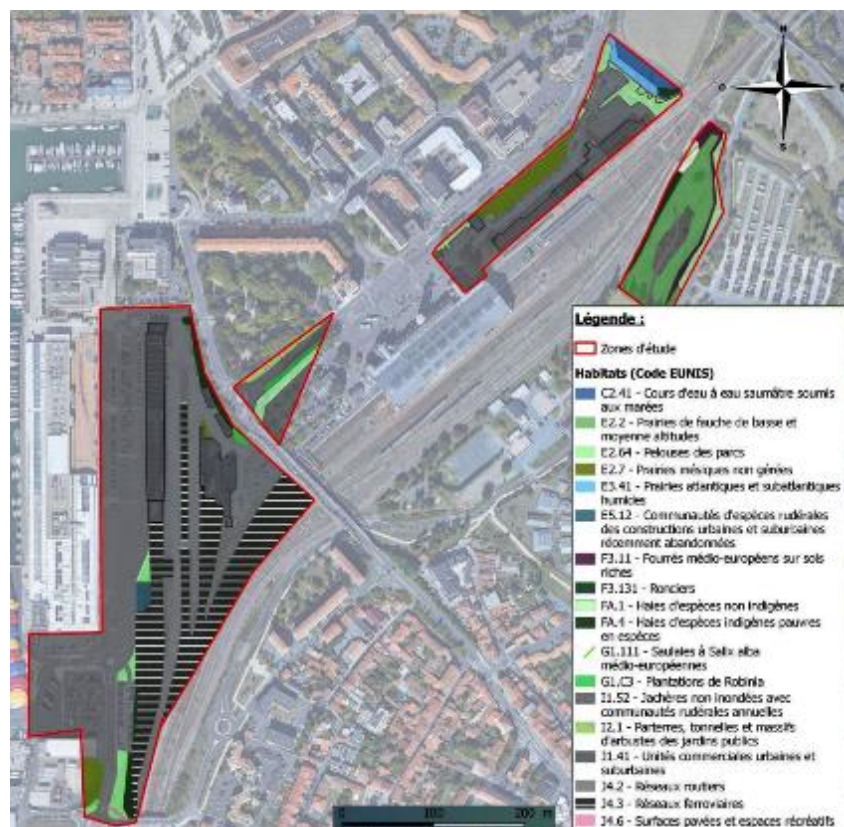 N
S
Légende :
Zones d'étude
Habitats (Code EUNIS)
C2.41 - Cours d'eau à eau saumâtre soumis
aux marées
E2.2 - Prairies de fauche de basse et
moyenne altitudes
E2.64 - Pelouses des parcs
E2.7 - Prairies mésiques non gérées
E3.41 - Prairies atlantiques et subatlantiques
humides
E5.12 - Communautés d'espèces rudérales
des constructions urbaines et suburbaines
récemment abandonnées
F3.11 - Fourrés médio-européens sur sols
riches
F3.131 - Ronciers
FA.1 - Haies d'espèces non indigènes
FA.4 - Haies d'espèces indigènes pauvres
en espèces
G1.111 - Saulaies à Salix alba
médio-européennes
G1.C3 - Plantations de Robinia
I1.52 - Jachères non inondées avec
communautés rudérales annuelles
I2.1 - Parterres, tonnelles et massifs
d'arbustes des jardins publics
J1.41 - Unités commerciales urbaines et
suburbaines
J4.2 - Réseaux routiers
J4.3 - Réseaux ferroviaires
J4.6 - Surfaces pavées et espaces récréatifs
0 100 200 m